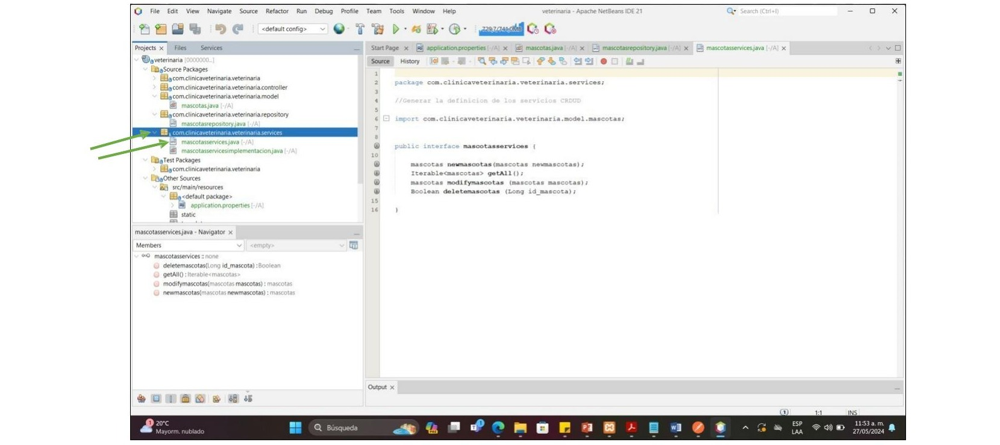 File Edit View Navigate Source Refactor Run Debug Profile Team Tools Window Help
veterinaria - Apache NetBeans IDE 21
Search (Ctrl+I)
<default config>
729,7/741,0MB
Projects Files Services
veterinaria [0000000...]
Source Packages
com.clinicaveterinaria.veterinaria
com.clinicaveterinaria.veterinaria.controller
com.clinicaveterinaria.veterinaria.model
mascotas.java [-/A]
com.clinicaveterinaria.veterinaria.repository
mascotasrepository.java [-/A]
com.clinicaveterinaria.veterinaria.services
mascotasservices.java [-/A]
mascotasservicesimplementacion.java [-/A]
Test Packages
com.clinicaveterinaria.veterinaria
Other Sources
src/main/resources
<default package>
application.properties [-/A]
static
mascotasservices.java - Navigator
Members
<empty>
mascotasservices :: none
deletemascotas(Long id_mascota) : Boolean
getAll() : Iterable<mascotas>
modifymascotas(mascotas mascotas) : mascotas
newmascotas(mascotas newmascotas) : mascotas
Start Page application.properties [-/A] mascotas.java [-/A] mascotasrepository.java [-/A] mascotasservices.java [-/A]
Source History
1
2 package com.clinicaveterinaria.veterinaria.services;
3
4 //Generar la definicion de los servicios CRDUD
5
6 import com.clinicaveterinaria.veterinaria.model.mascotas;
7
8
public interface mascotasservices {
10
mascotas newmascotas(mascotas newmascotas);
Iterable<mascotas> getAll();
mascotas modifymascotas (mascotas mascotas);
Boolean deletemascotas (Long id_mascota);
15
16 }
Output
1 1:1 INS
1 20°C
Mayorm. nublado
Búsqueda
PRE
1
ESP
LAA
11:53 a. m.
27/05/2024